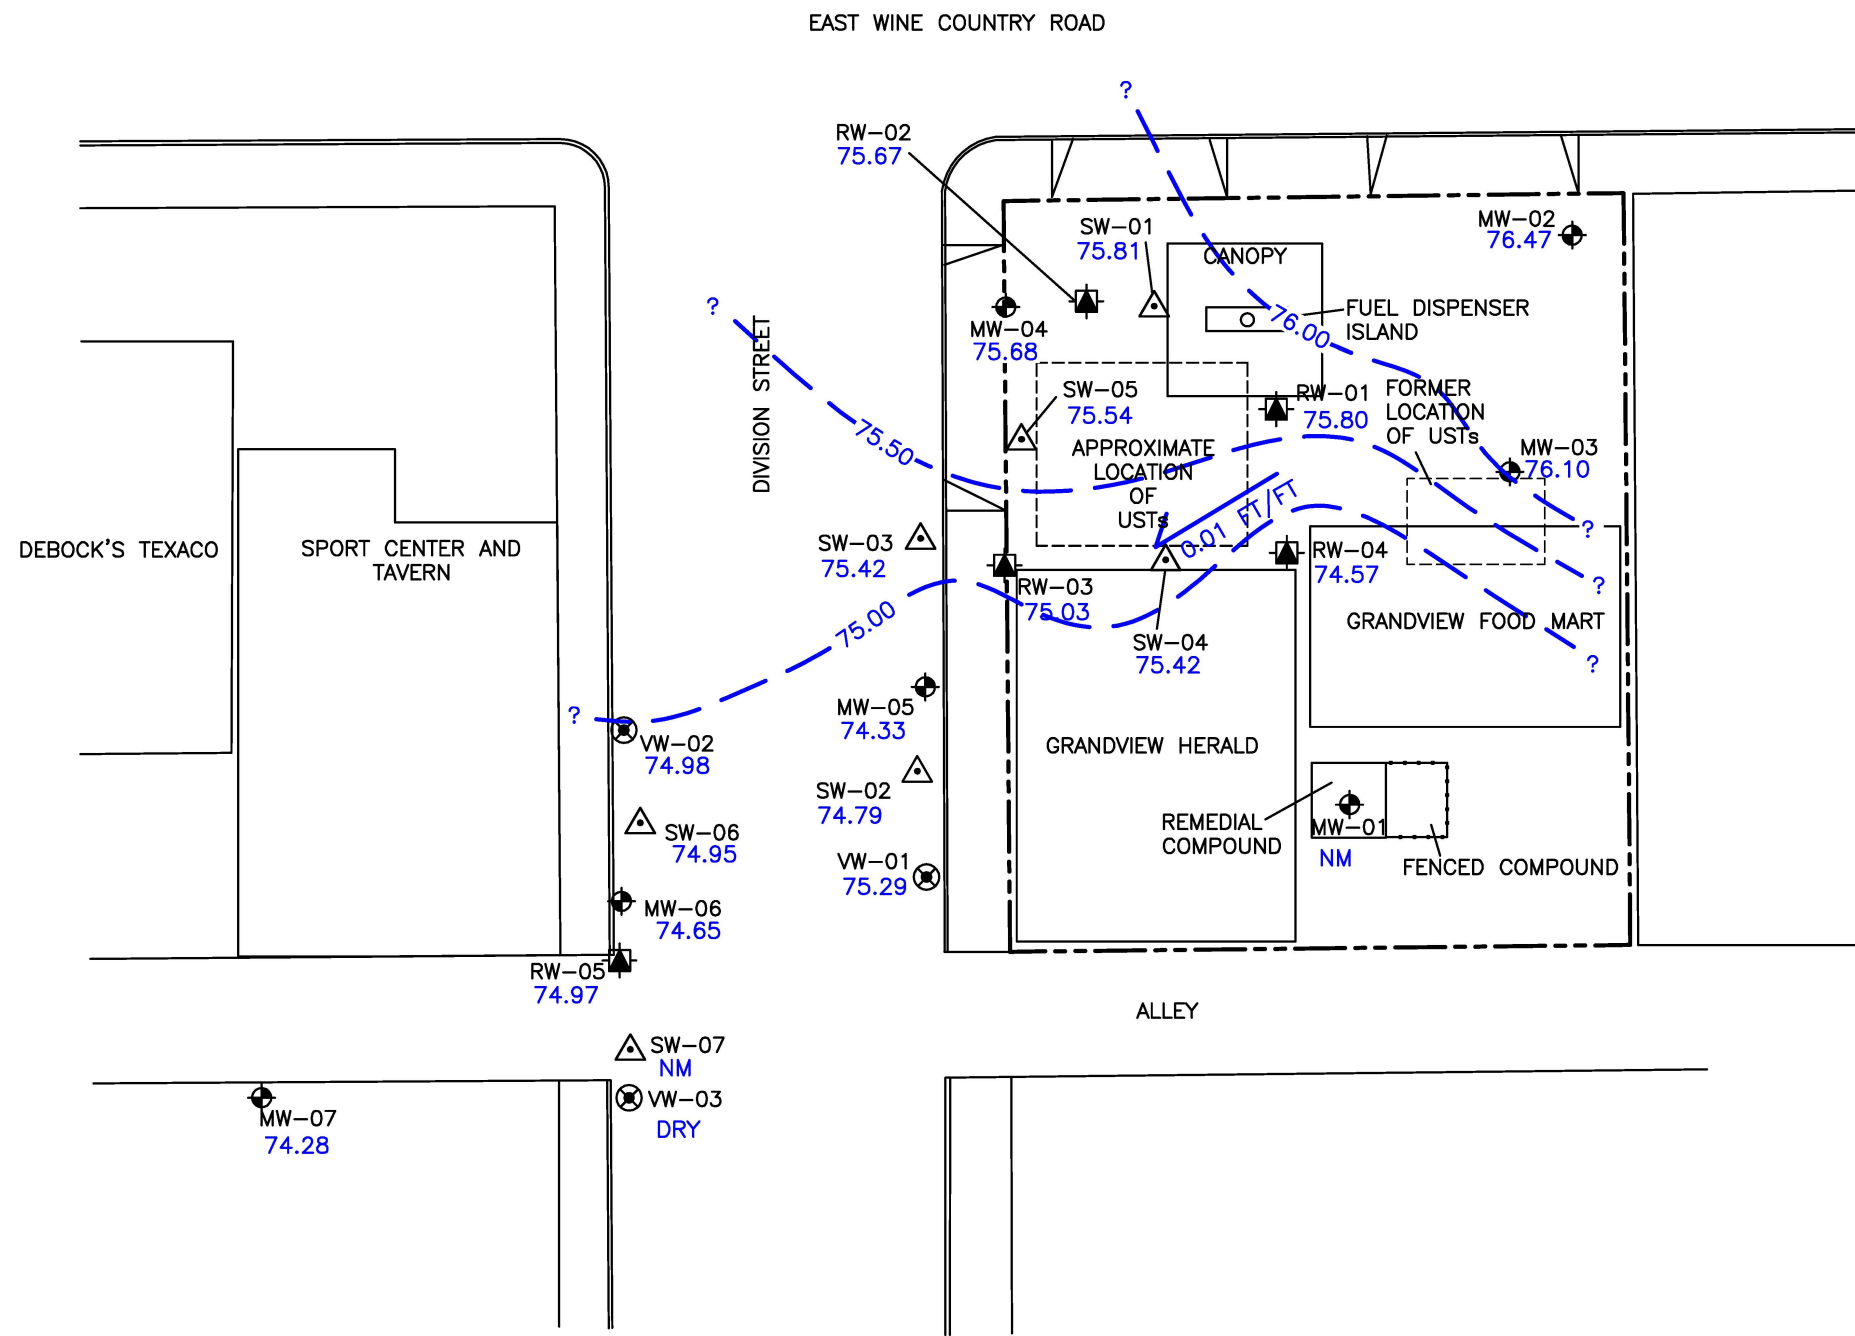 EAST WINE COUNTRY ROAD
?
RW-02
75.67
SW-01
75.81
MW-02
76.47
CANOPY
?
DIVISION STREET
MW-04
75.68
76.00
FUEL DISPENSER
ISLAND
SW-05
75.54
RW-01
75.80
FORMER
LOCATION
OF USTs
75.50
APPROXIMATE
LOCATION
OF
USTs
MW-03
76.10
0.01 FT/FT
?
DEBOCK'S TEXACO
SPORT CENTER AND
TAVERN
SW-03
75.42
RW-04
74.57
?
RW-03
75.03
75.00
GRANDVIEW FOOD MART
SW-04
75.42
?
?
MW-05
74.33
VW-02
74.98
GRANDVIEW HERALD
SW-02
74.79
SW-06
74.95
REMEDIAL
COMPOUND
MW-01
NM
FENCED COMPOUND
VW-01
75.29
MW-06
74.65
RW-05
74.97
ALLEY
SW-07
NM
VW-03
DRY
MW-07
74.28